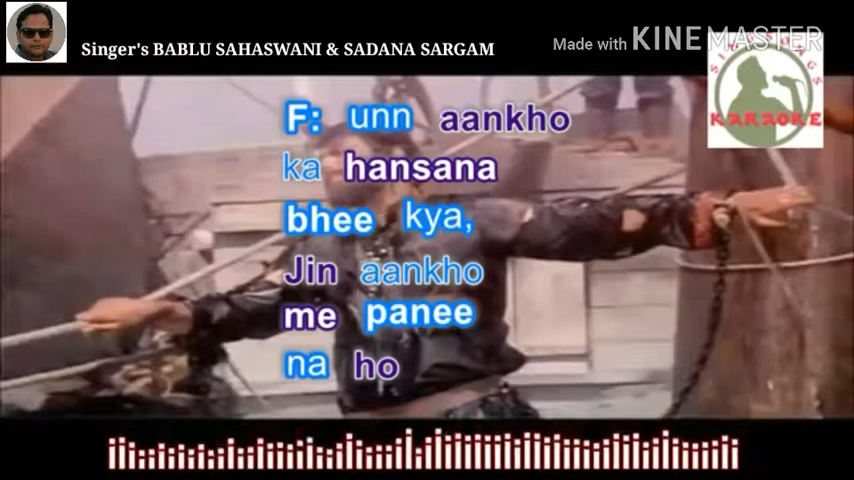 Singer's BABLU SAHASWANI & SADANA SARGAM
Made with KINEMASTER
KARAOKE
F: unn aankho
ka hansana
bhee kya,
Jin aankho
me panee
na ho